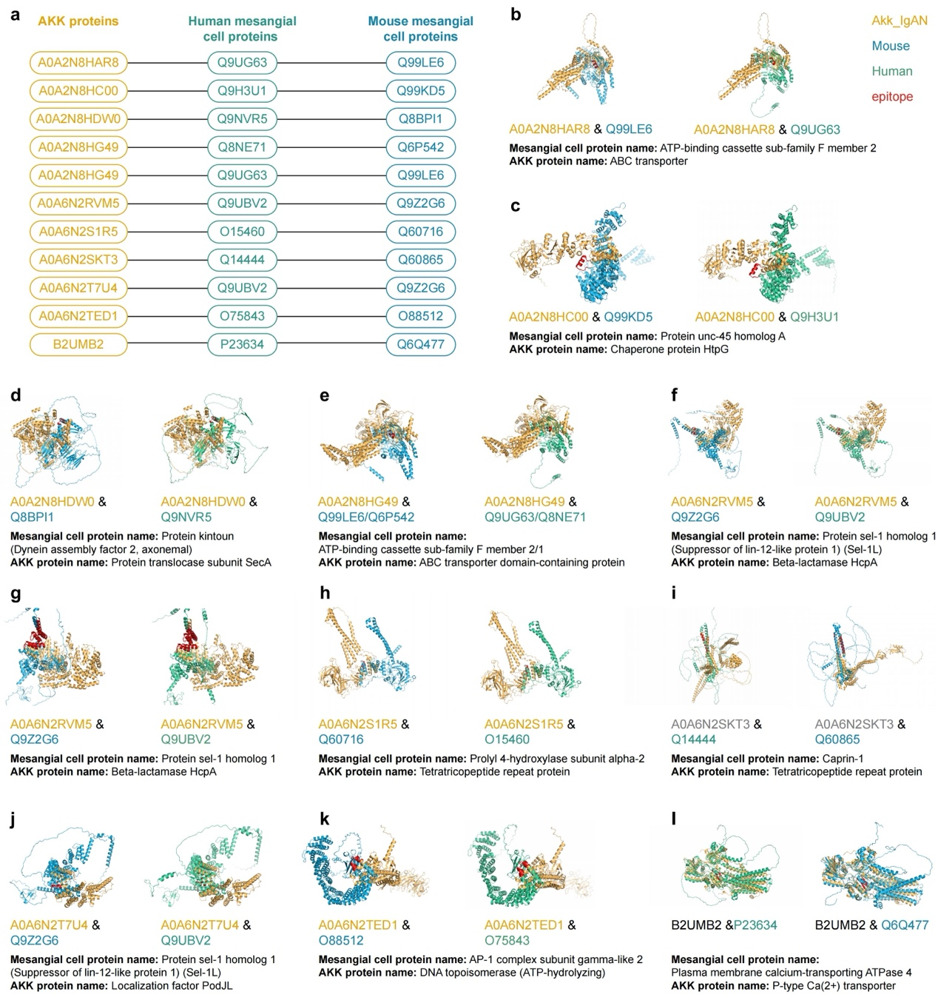 a
AKK proteins
Human mesangial
cell proteins
Mouse mesangial
cell proteins
A0A2N8HAR8 Q9UG63 Q99LE6
A0A2N8HC00 Q9H3U1 Q99KD5
A0A2N8HDW0 Q9NVR5 Q8BPI1
A0A2N8HG49 Q8NE71 Q6P542
A0A2N8HG49 Q9UG63 Q99LE6
A0A6N2RVM5 Q9UBV2 Q9Z2G6
A0A6N2S1R5 O15460 Q60716
A0A6N2SKT3 Q14444 Q60865
A0A6N2T7U4 Q9UBV2 Q9Z2G6
A0A6N2TED1 O75843 O88512
B2UMB2 P23634 Q6Q477
b
Akk_IgAN
Mouse
Human
epitope
A0A2N8HAR8 & Q99LE6
A0A2N8HAR8 & Q9UG63
Mesangial cell protein name: ATP-binding cassette sub-family F member 2
AKK protein name: ABC transporter
c
A0A2N8HC00 & Q99KD5
A0A2N8HC00 & Q9H3U1
Mesangial cell protein name: Protein unc-45 homolog A
AKK protein name: Chaperone protein HtpG
d
A0A2N8HDW0 &
Q8BPI1
A0A2N8HDW0 &
Q9NVR5
Mesangial cell protein name: Protein kintoun
(Dynein assembly factor 2, axonemal)
AKK protein name: Protein translocase subunit SecA
e
A0A2N8HG49 &
Q99LE6/Q6P542
A0A2N8HG49 &
Q9UG63/Q8NE71
Mesangial cell protein name:
ATP-binding cassette sub-family F member 2/1
AKK protein name: ABC transporter domain-containing protein
f
A0A6N2RVM5 &
Q9Z2G6
A0A6N2RVM5 &
Q9UBV2
Mesangial cell protein name: Protein sel-1 homolog 1
(Suppressor of lin-12-like protein 1) (Sel-1L)
AKK protein name: Beta-lactamase HcpA
g
A0A6N2RVM5 &
Q9Z2G6
A0A6N2RVM5 &
Q9UBV2
Mesangial cell protein name: Protein sel-1 homolog 1
AKK protein name: Beta-lactamase HcpA
h
A0A6N2S1R5 &
Q60716
A0A6N2S1R5 &
O15460
Mesangial cell protein name: Prolyl 4-hydroxylase subunit alpha-2
AKK protein name: Tetratricopeptide repeat protein
i
A0A6N2SKT3 &
Q14444
A0A6N2SKT3 &
Q60865
Mesangial cell protein name: Caprin-1
AKK protein name: Tetratricopeptide repeat protein
j
A0A6N2T7U4 &
Q9Z2G6
A0A6N2T7U4 &
Q9UBV2
Mesangial cell protein name: Protein sel-1 homolog 1
(Suppressor of lin-12-like protein 1) (Sel-1L)
AKK protein name: Localization factor PodJL
k
A0A6N2TED1 &
O88512
A0A6N2TED1 &
O75843
Mesangial cell protein name: AP-1 complex subunit gamma-like 2
AKK protein name: DNA topoisomerase (ATP-hydrolyzing)
l
B2UMB2 &P23634
B2UMB2 & Q6Q477
Mesangial cell protein name:
Plasma membrane calcium-transporting ATPase 4
AKK protein name: P-type Ca(2+) transporter